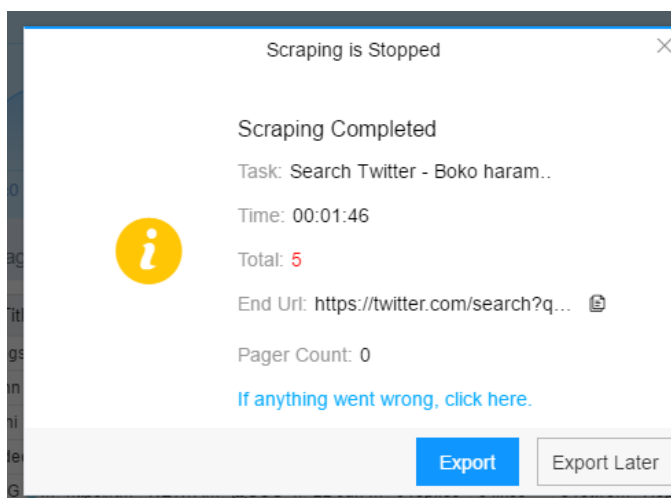 Scraping is Stopped
Scraping Completed
Task: Search Twitter - Boko haram..
Time: 00:01:46
Total: 5
End Url: https://twitter.com/search?q...
Pager Count: 0
If anything went wrong, click here.
Export
Export Later